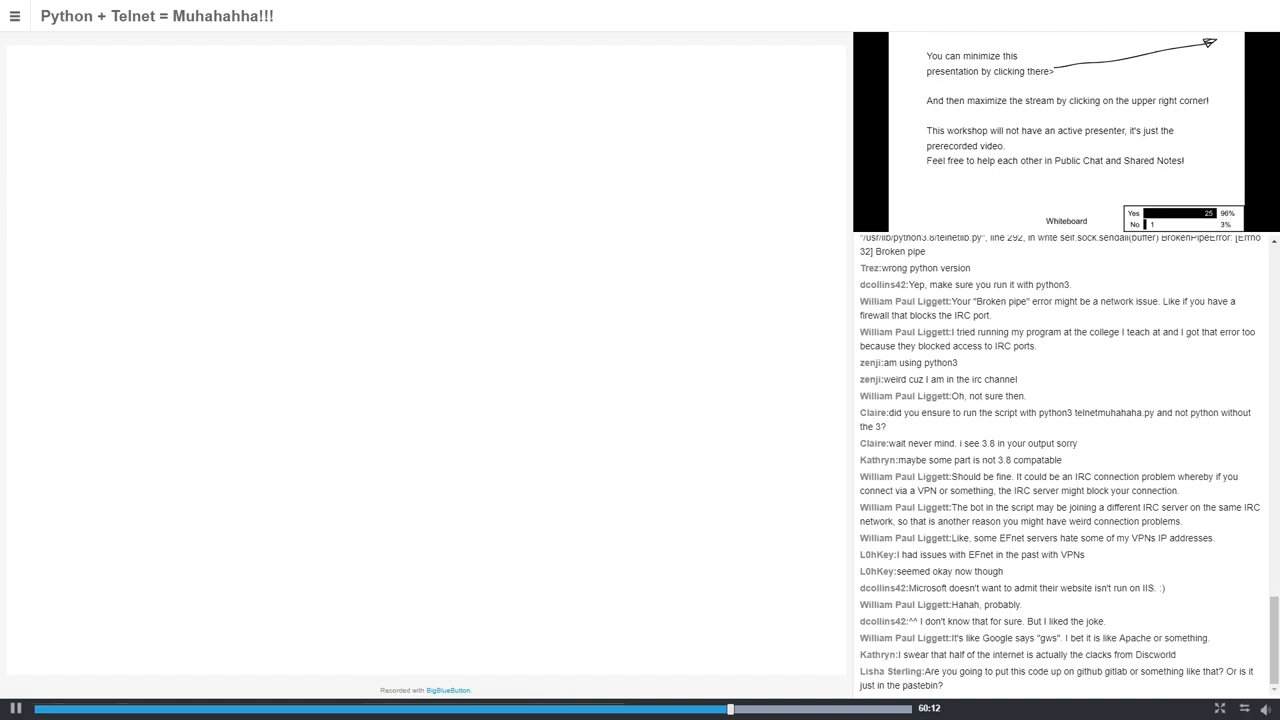 Python + Telnet = Muhahahha!!!
You can minimize this
presentation by clicking there>
And then maximize the stream by clicking on the upper right corner!
This workshop will not have an active presenter, it's just the
prerecorded video.
Feel free to help each other in Public Chat and Shared Notes!
Whiteboard
Yes 25 96%
No 1 3%
"/usr/lib/python3.8/telnetlib.py", line 292, in write self.sock.sendall(buffer) BrokenPipeError: [Errno
32] Broken pipe
Trez:wrong python version
dcollins42:Yep, make sure you run it with python3.
William Paul Liggett:Your "Broken pipe" error might be a network issue. Like if you have a
firewall that blocks the IRC port.
William Paul Liggett:I tried running my program at the college I teach at and I got that error too
because they blocked access to IRC ports.
zenji:am using python3
zenji:weird cuz I am in the irc channel
William Paul Liggett:Oh, not sure then.
Claire:did you ensure to run the script with python3 telnetmuhahaha.py and not python without
the 3?
Claire:wait never mind. i see 3.8 in your output sorry
Kathryn:maybe some part is not 3.8 compatable
William Paul Liggett:Should be fine. It could be an IRC connection problem whereby if you
connect via a VPN or something, the IRC server might block your connection.
William Paul Liggett:The bot in the script may be joining a different IRC server on the same IRC
network, so that is another reason you might have weird connection problems.
William Paul Liggett:Like, some EFnet servers hate some of my VPNs IP addresses.
L0hKey:I had issues with EFnet in the past with VPNs
L0hKey:seemed okay now though
dcollins42:Microsoft doesn't want to admit their website isn't run on IIS. :)
William Paul Liggett:Hahah, probably.
dcollins42:^^ I don't know that for sure. But I liked the joke.
William Paul Liggett:It's like Google says "gws". I bet it is like Apache or something.
Kathryn:I swear that half of the internet is actually the clacks from Discworld
Lisha Sterling:Are you going to put this code up on github gitlab or something like that? Or is it
just in the pastebin?
Recorded with BigBlueButton.
60:12